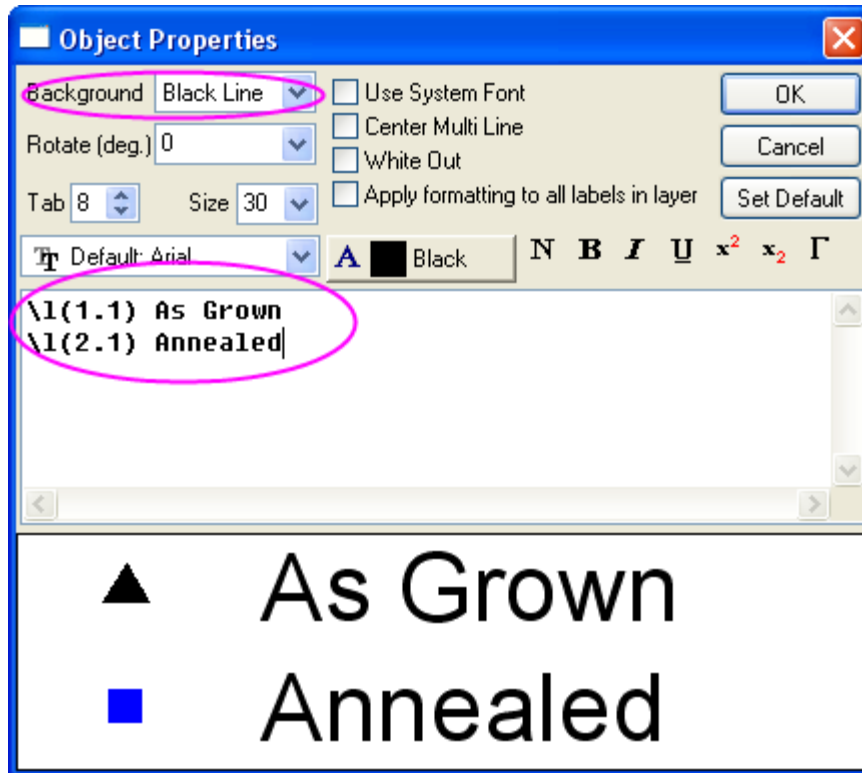 Object Properties
Background Black Line
Use System Font
OK
Rotate (deg.) 0
Center Multi Line
White Out
Cancel
Tab 8 Size 30
Apply formatting to all labels in layer
Set Default
Tr Default: Arial
A Black
N B I U x² x₂ Γ
\l(1.1) As Grown
\l(2.1) Annealed
As Grown
Annealed